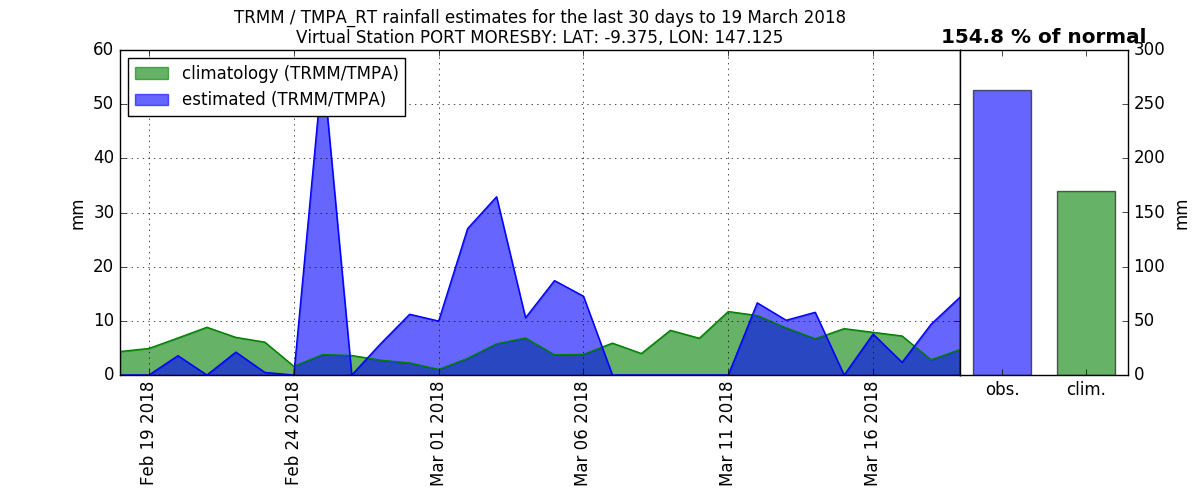 TRMM / TMPA_RT rainfall estimates for the last 30 days to 19 March 2018
Virtual Station PORT MORESBY: LAT: -9.375, LON: 147.125
154.8 % of normal
climatology (TRMM/TMPA)
estimated (TRMM/TMPA)
60
50
40
30
20
10
0
mm
Feb 19 2018
Feb 24 2018
Mar 01 2018
Mar 06 2018
Mar 11 2018
Mar 16 2018
300
250
200
150
100
50
0
mm
obs.
clim.